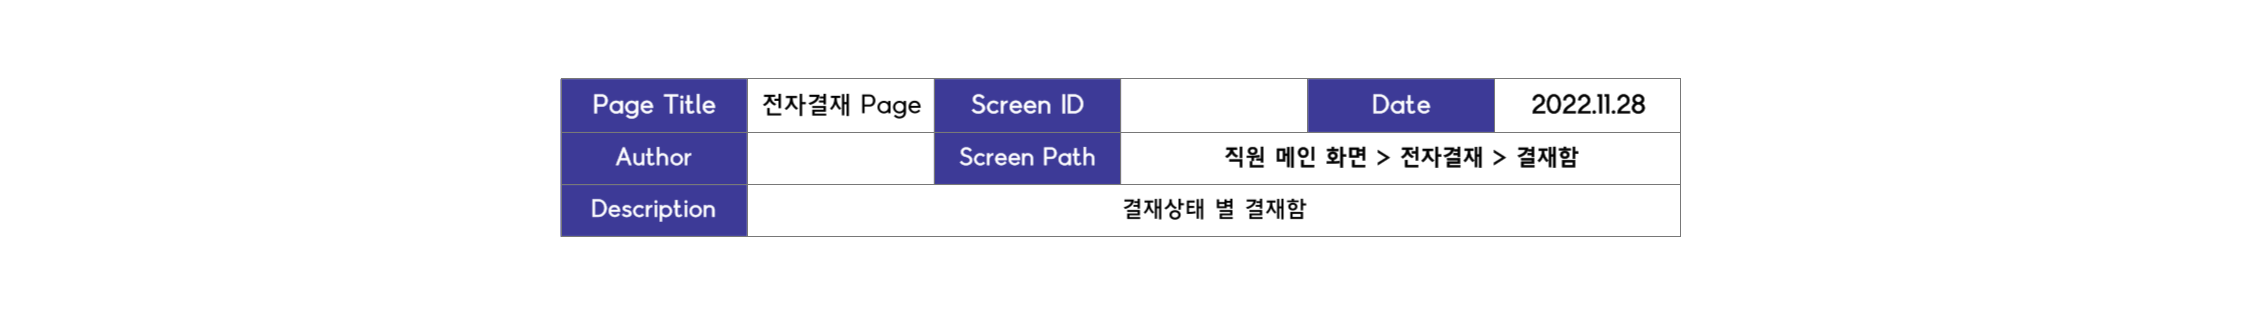 Page Title 전자결재 Page Screen ID Date 2022.11.28
Author Screen Path 직원 메인 화면 > 전자결재 > 결재함
Description 결재상태 별 결재함